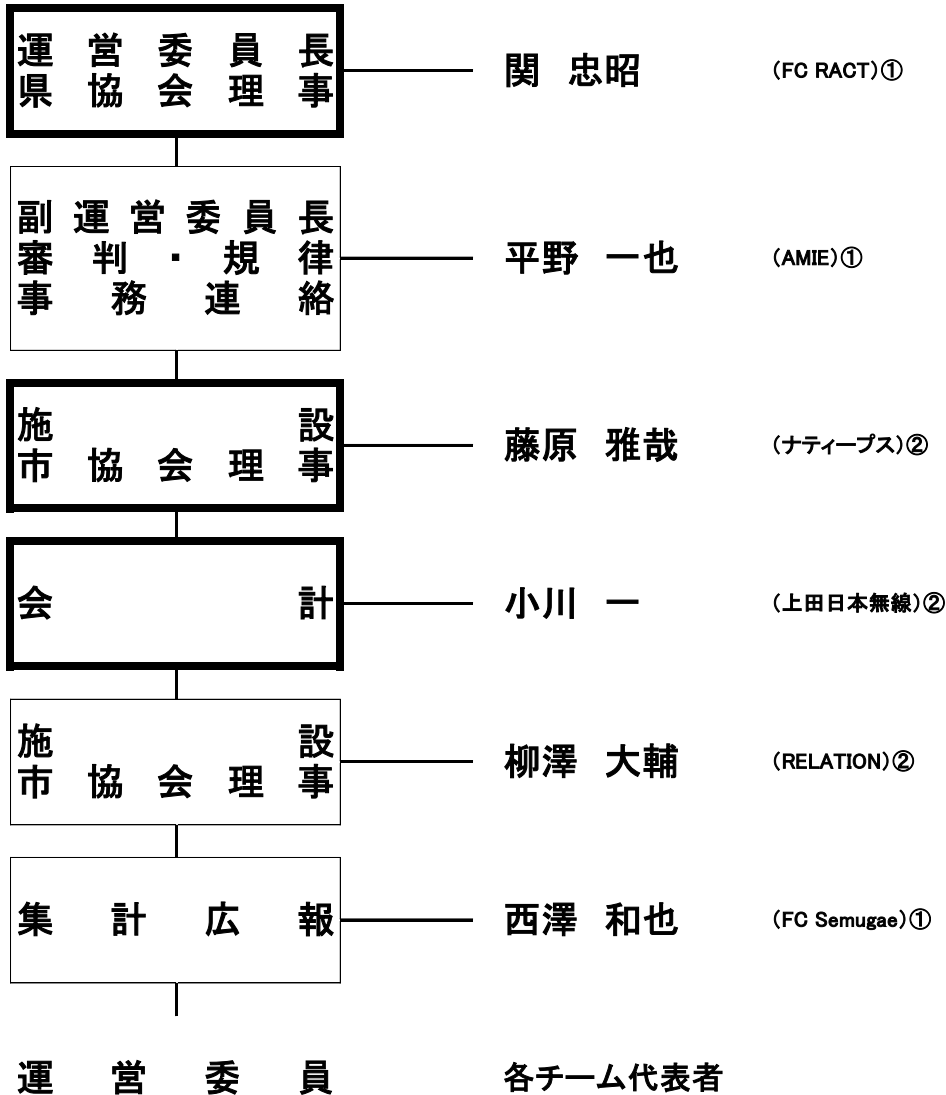 運営委員長
県協会理事
関 忠昭 (FC RACT)①
副運営委員長
審判・規律
事務連絡
平野 一也 (AMIE)①
施設
市協会理事
藤原 雅哉 (ナティープス)②
会計
小川 一 (上田日本無線)②
施設
市協会理事
柳澤 大輔 (RELATION)②
集計広報
西澤 和也 (FC Semugae)①
運営委員 各チーム代表者